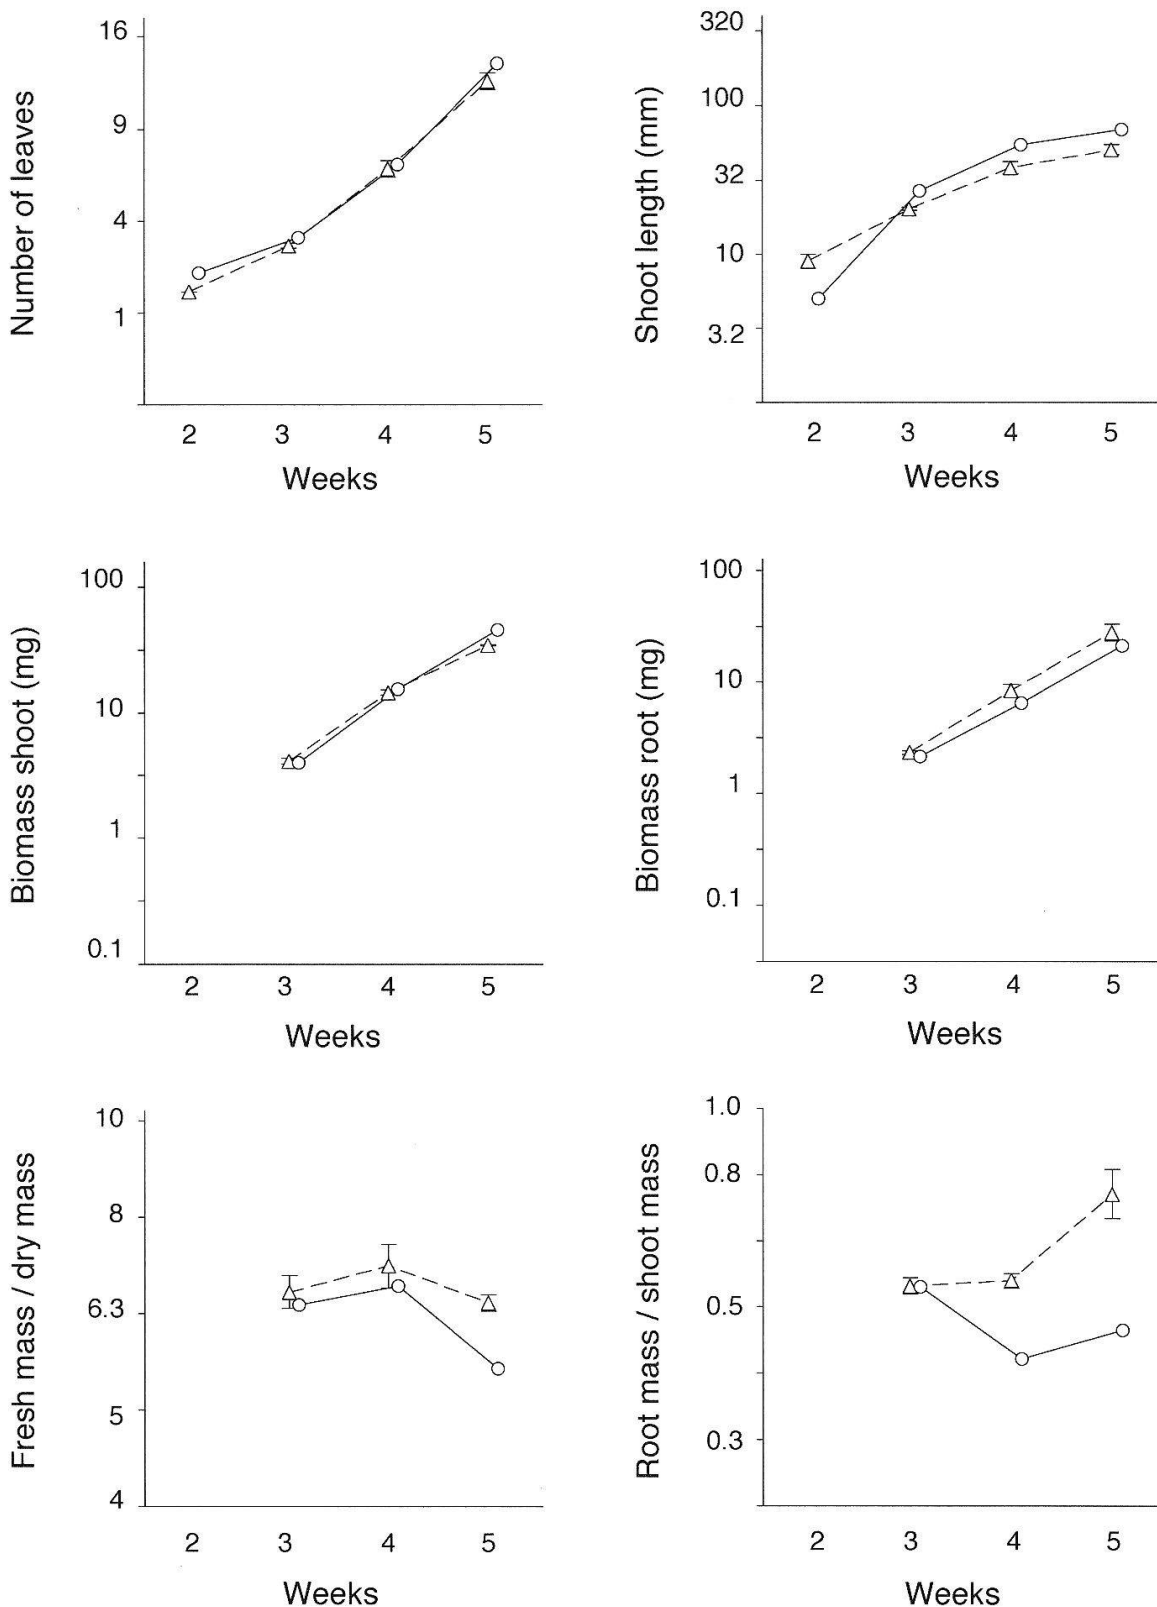 Number of leaves
16
9
4
1
2 3 4 5
Weeks
Shoot length (mm)
320
100
32
10
3.2
2 3 4 5
Weeks
Biomass shoot (mg)
100
10
1
0.1
2 3 4 5
Weeks
Biomass root (mg)
100
10
1
0.1
2 3 4 5
Weeks
Fresh mass / dry mass
10
8
6.3
5
4
2 3 4 5
Weeks
Root mass / shoot mass
1.0
0.8
0.5
0.3
2 3 4 5
Weeks